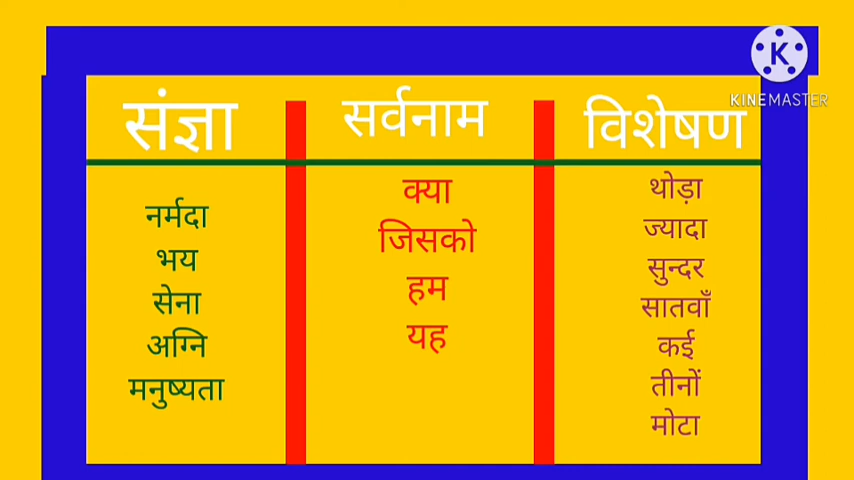 संज्ञा
सर्वनाम
विशेषण
नर्मदा
भय
सेना
अग्नि
मनुष्यता
क्या
जिसको
हम
यह
थोड़ा
ज्यादा
सुन्दर
सातवाँ
कई
तीनों
मोटा
K
KINEMASTER